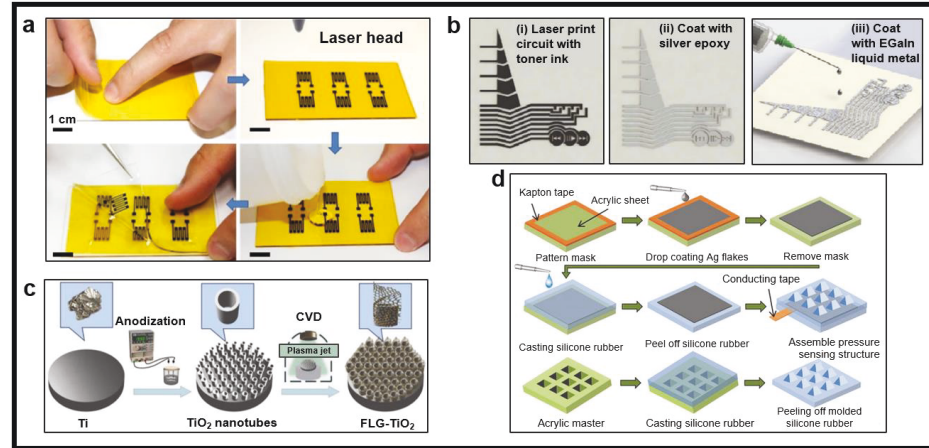 a
Laser head
1 cm
b
(i) Laser print
circuit with
toner ink
(ii) Coat with
silver epoxy
(iii) Coat
with EGaIn
liquid metal
c
Anodization
CVD
Plasma jet
Ti
TiO₂ nanotubes
FLG-TiO₂
d
Kapton tape
Acrylic sheet
Pattern mask
Drop coating Ag flakes
Remove mask
Conducting tape
Casting silicone rubber
Peel off silicone rubber
Assemble pressure
sensing structure
Acrylic master
Casting silicone rubber
Peeling off molded
silicone rubber